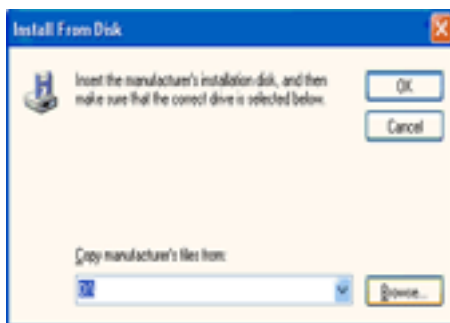 Install From Disk
Insert the manufacturer's installation disk, and then
make sure that the correct drive is selected below.
OK
Cancel
Copy manufacturer's files from:
Browse...